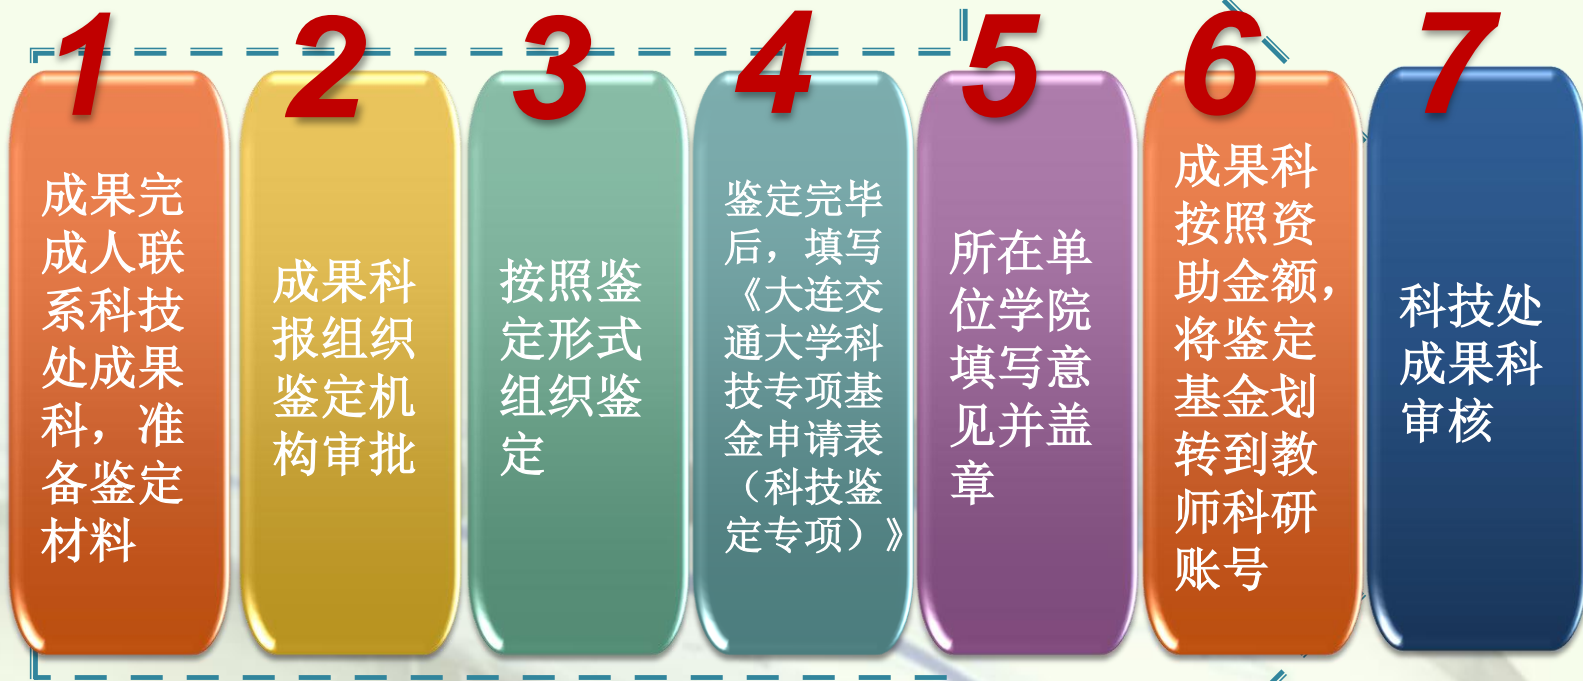 1
成果完
成人联
系科技
处成果
科，准
备鉴定
材料
2
成果科
报组织
鉴定机
构审批
3
按照鉴
定形式
组织鉴
定
4
鉴定完毕
后，填写
《大连交
通大学科
技专项基
金申请表
（科技鉴
定专项）》
5
所在单
位学院
填写意
见并盖
章
6
成果科
按照资
助金额，
将鉴定
基金划
转到教
师科研
账号
7
科技处
成果科
审核